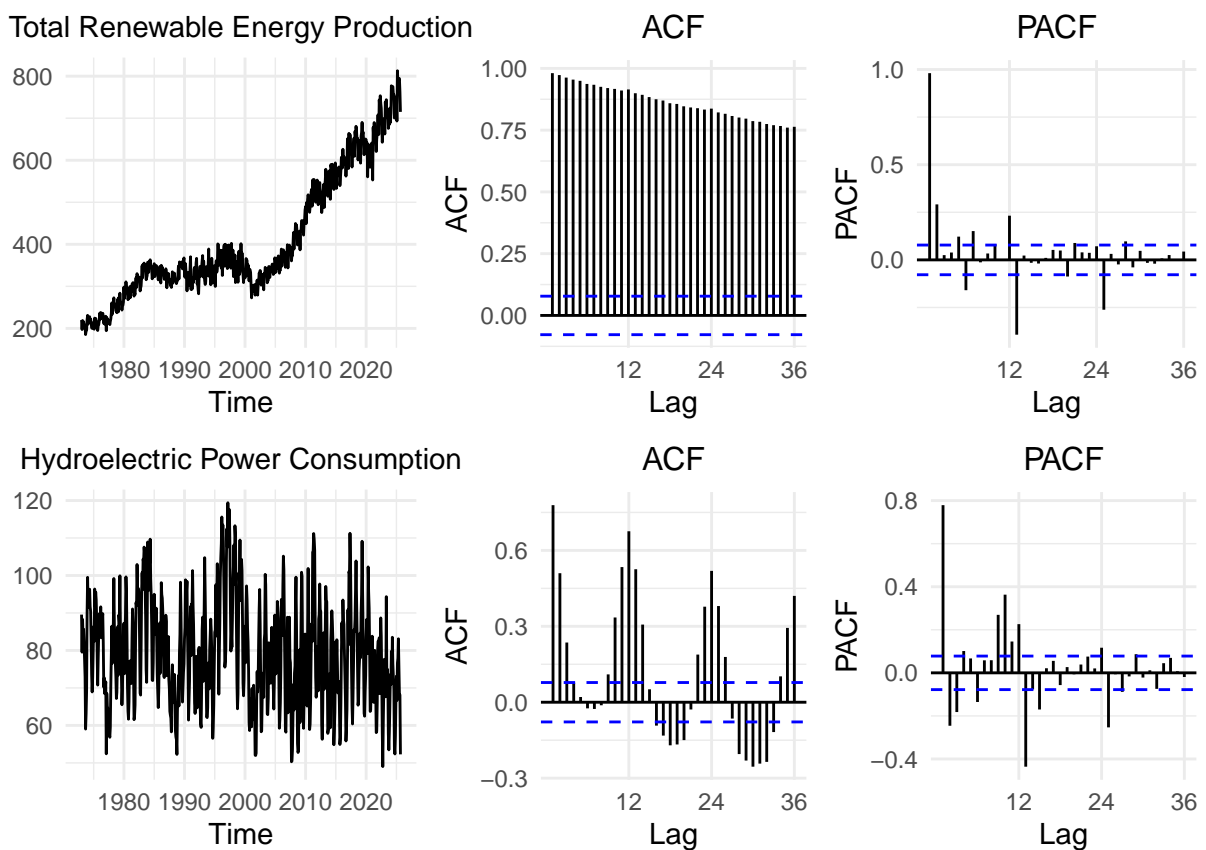 Total Renewable Energy Production
800
600
400
200
1980 1990 2000 2010 2020
Time
ACF
ACF
1.00
0.75
0.50
0.25
0.00
12 24 36
Lag
PACF
PACF
1.0
0.5
0.0
12 24 36
Lag
Hydroelectric Power Consumption
120
100
80
60
1980 1990 2000 2010 2020
Time
ACF
ACF
0.6
0.3
0.0
−0.3
12 24 36
Lag
PACF
PACF
0.8
0.4
0.0
−0.4
12 24 36
Lag